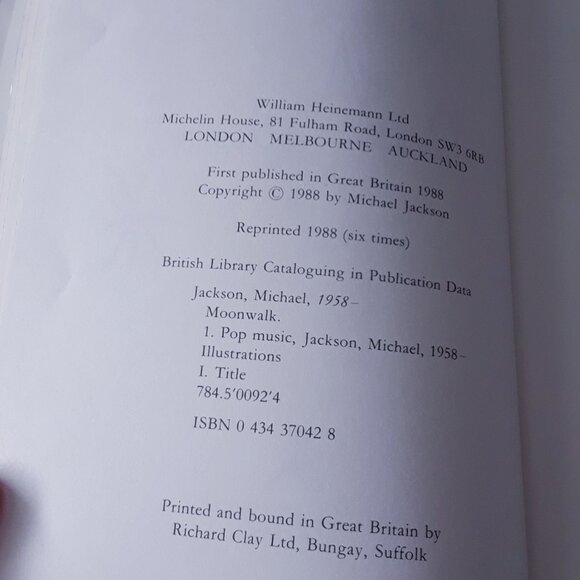 William Heinemann Ltd
Michelin House, 81 Fulham Road, London SW3 6RB
LONDON MELBOURNE AUCKLAND
First published in Great Britain 1988
Copyright © 1988 by Michael Jackson
Reprinted 1988 (six times)
British Library Cataloguing in Publication Data
Jackson, Michael, 1958–
Moonwalk.
1. Pop music, Jackson, Michael, 1958–
Illustrations
I. Title
784.5'0092'4
ISBN 0 434 37042 8
Printed and bound in Great Britain by
Richard Clay Ltd, Bungay, Suffolk